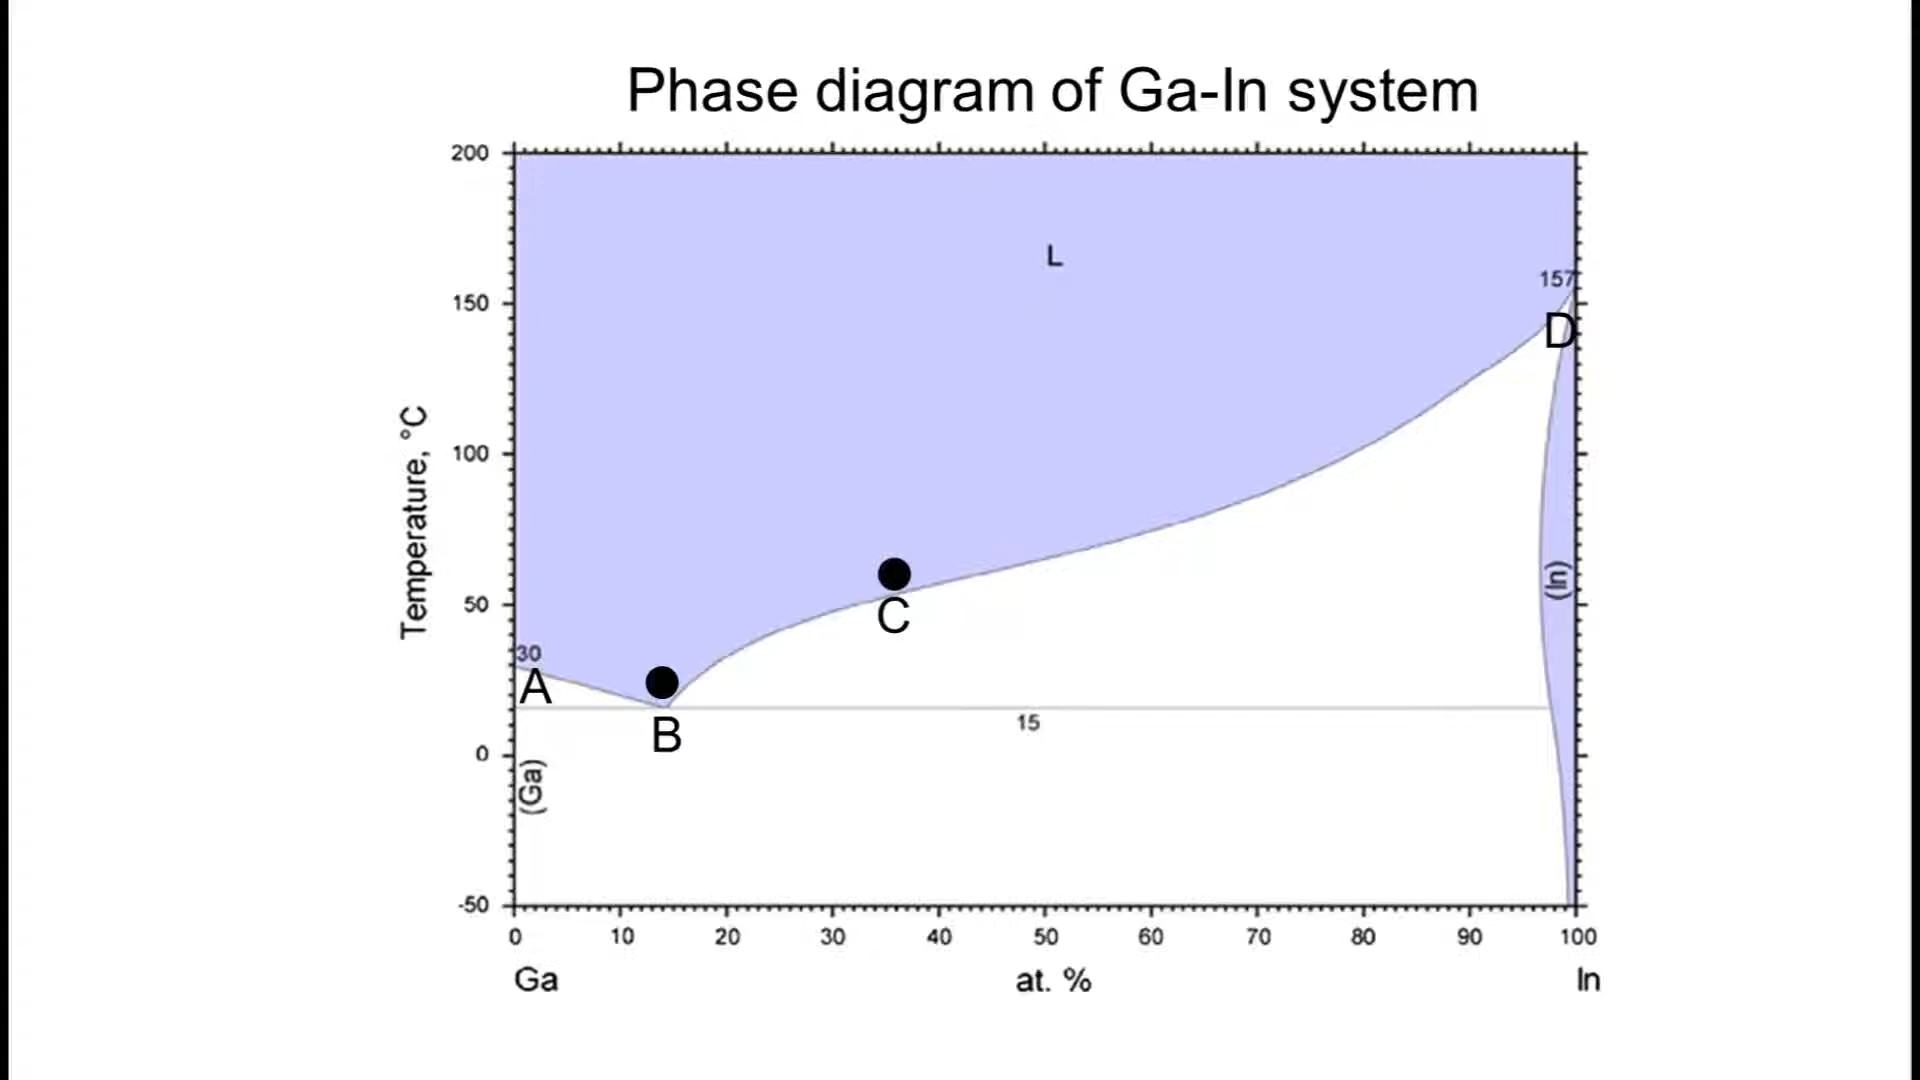 Phase diagram of Ga-In system
200
L
157
150
D
100
Temperature, °C
(In)
50
C
30
A
15
B
0
(Ga)
-50
0 10 20 30 40 50 60 70 80 90 100
Ga at. % In